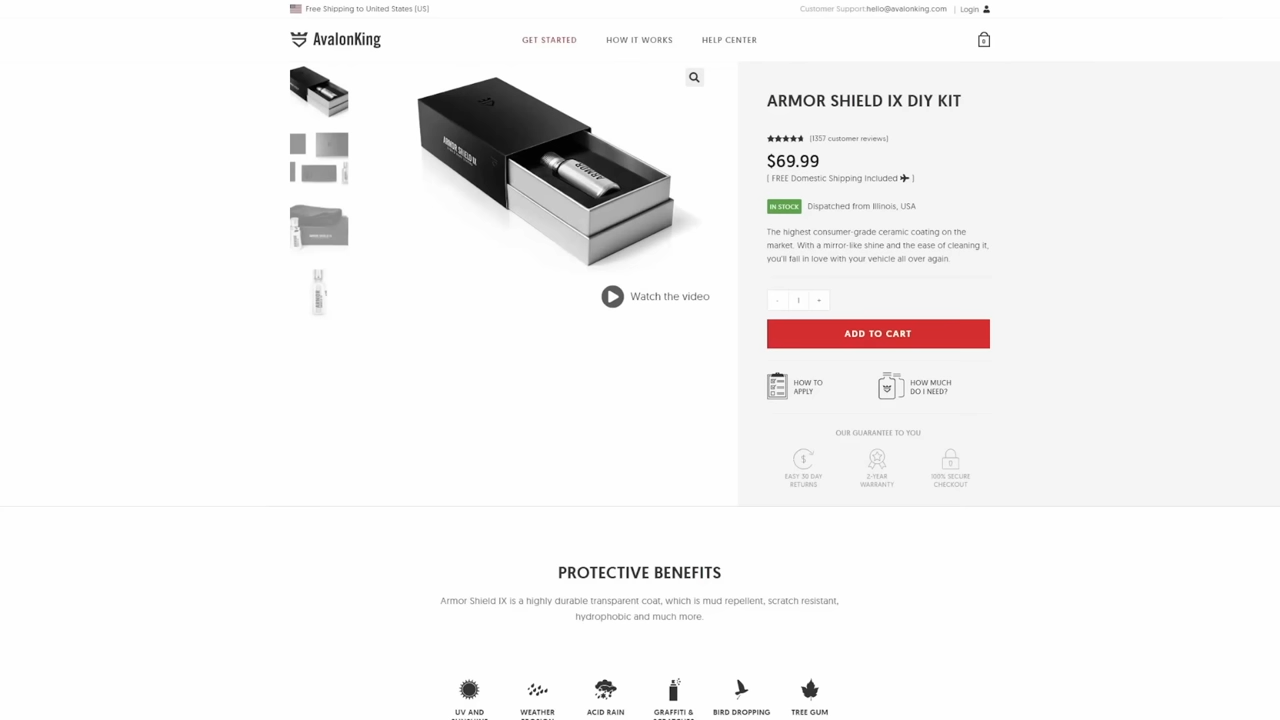 Free Shipping to United States [US]
Customer Support:hello@avalonking.com | Login
AvalonKing
GET STARTED
HOW IT WORKS
HELP CENTER
0
ARMOR SHIELD IX
ARMOR
Watch the video
ARMOR SHIELD IX DIY KIT
(1357 customer reviews)
$69.99
( FREE Domestic Shipping Included )
IN STOCK Dispatched from Illinois, USA
The highest consumer-grade ceramic coating on the
market. With a mirror-like shine and the ease of cleaning it,
you'll fall in love with your vehicle all over again.
- 1 +
ADD TO CART
HOW TO
APPLY
HOW MUCH
DO I NEED?
OUR GUARANTEE TO YOU
EASY 30 DAY
RETURNS
2-YEAR
WARRANTY
100% SECURE
CHECKOUT
PROTECTIVE BENEFITS
Armor Shield IX is a highly durable transparent coat, which is mud repellent, scratch resistant,
hydrophobic and much more.
UV AND
WEATHER
ACID RAIN
GRAFFITI &
BIRD DROPPING
TREE GUM